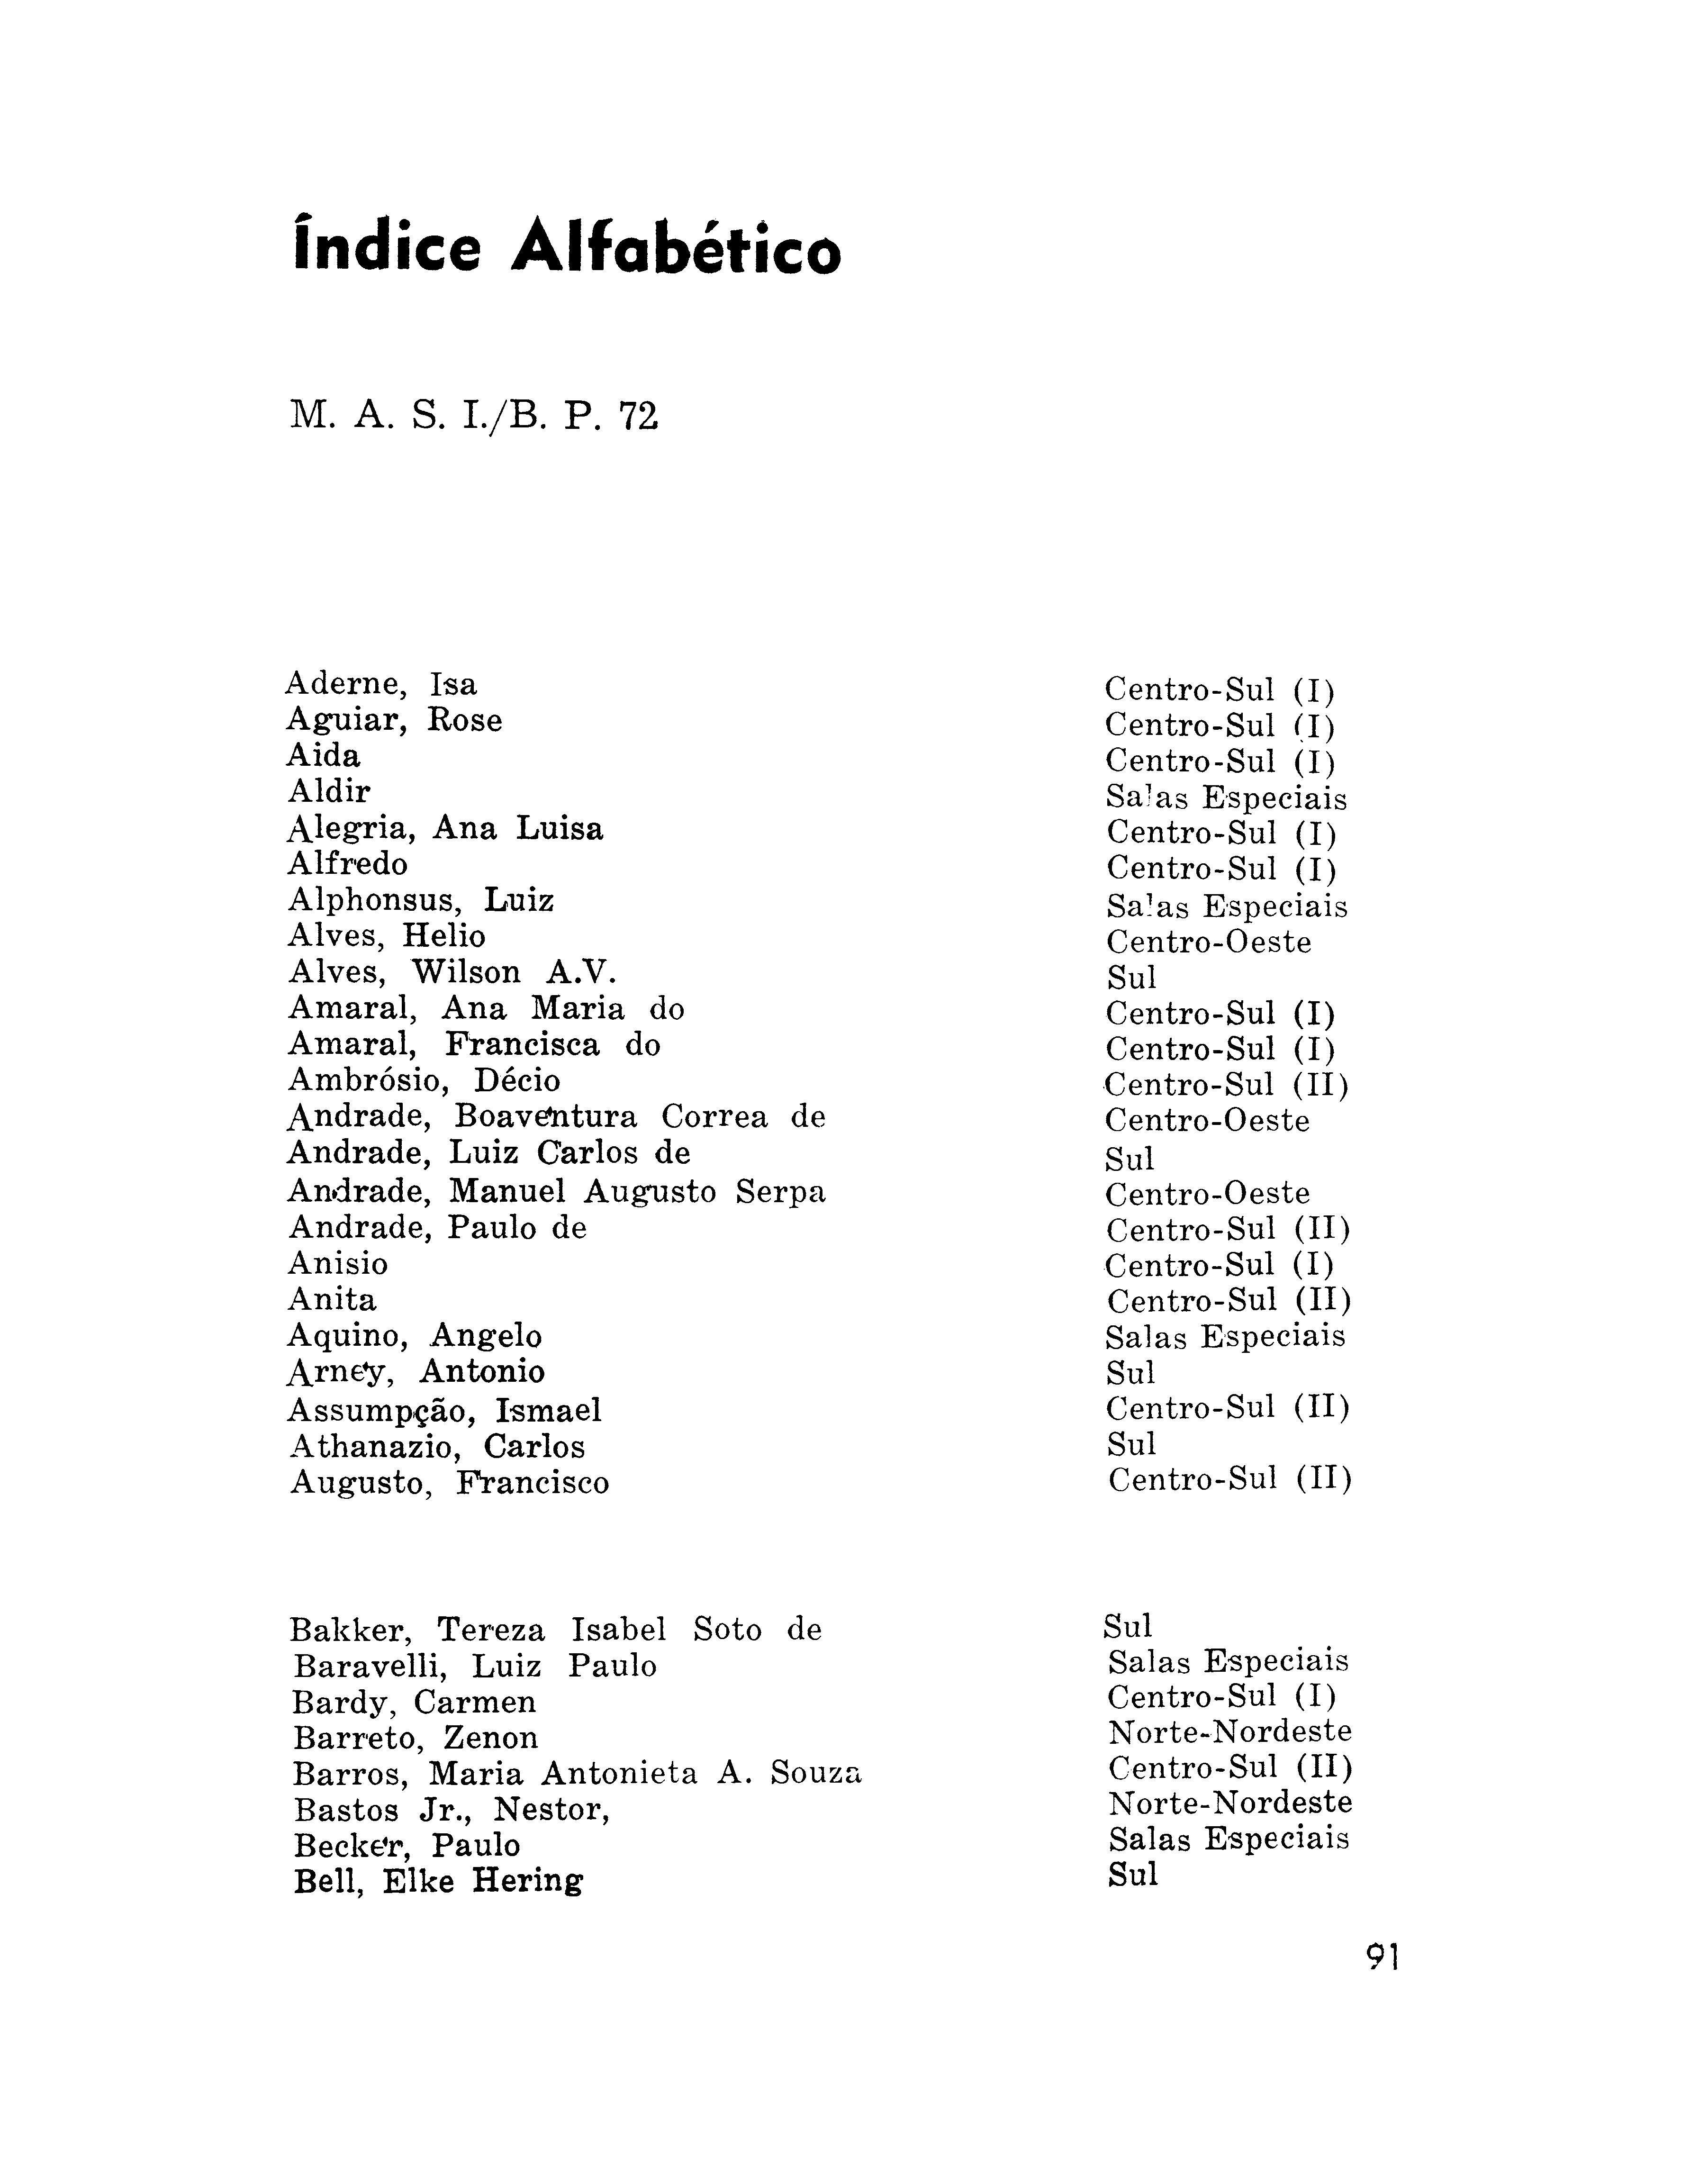 Índice Alfabético
M. A. S. I./B. P. 72
Aderne, Isa Centro-Sul (I)
Aguiar, Rose Centro-Sul (I)
Aida Centro-Sul (I)
Aldir Salas Especiais
Alegria, Ana Luisa Centro-Sul (I)
Alfredo Centro-Sul (I)
Alphonsus, Luiz Salas Especiais
Alves, Helio Centro-Oeste
Alves, Wilson A.V. Sul
Amaral, Ana Maria do Centro-Sul (I)
Amaral, Francisca do Centro-Sul (I)
Ambrósio, Décio Centro-Sul (II)
Andrade, Boaventura Correa de Centro-Oeste
Andrade, Luiz Carlos de Sul
Andrade, Manuel Augusto Serpa Centro-Oeste
Andrade, Paulo de Centro-Sul (II)
Anisio Centro-Sul (I)
Anita Centro-Sul (II)
Aquino, Angelo Salas Especiais
Arney, Antonio Sul
Assumpção, Ismael Centro-Sul (II)
Athanazio, Carlos Sul
Augusto, Francisco Centro-Sul (II)
Bakker, Tereza Isabel Soto de Sul
Baravelli, Luiz Paulo Salas Especiais
Bardy, Carmen Centro-Sul (I)
Barreto, Zenon Norte-Nordeste
Barros, Maria Antonieta A. Souza Centro-Sul (II)
Bastos Jr., Nestor, Norte-Nordeste
Becker, Paulo Salas Especiais
Bell, Elke Hering Sul
91